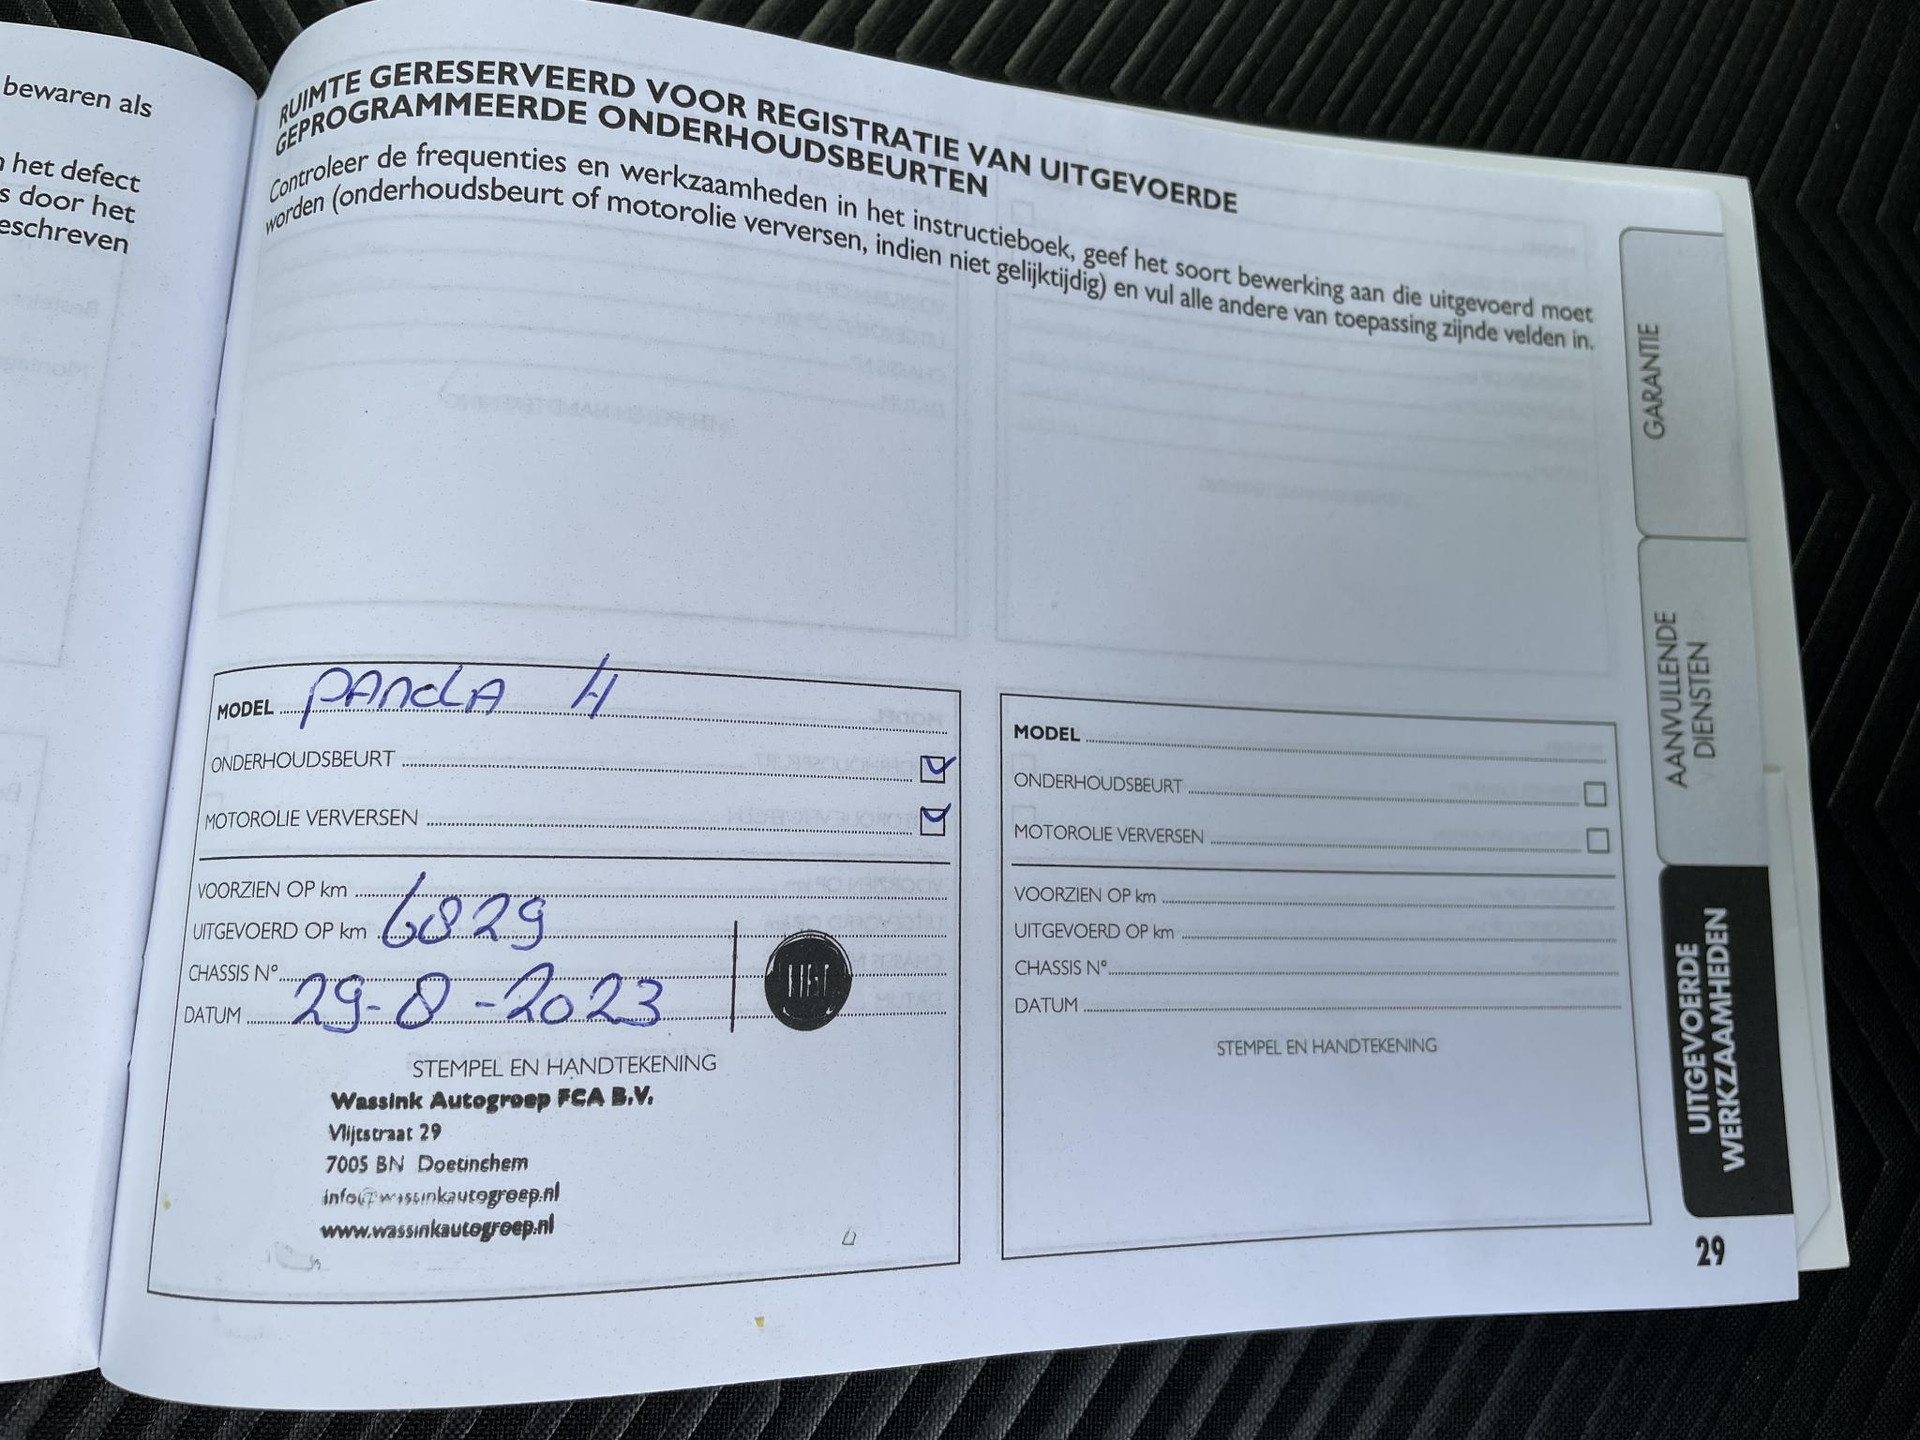 bewaren als
het defect
s door het
eschreven
RUIMTE GERESERVEERD VOOR REGISTRATIE VAN UITGEVOERDE
GEPROGRAMMEERDE ONDERHOUDSBEURTEN
Controleer de frequenties en werkzaamheden in het instructieboek, geef het soort bewerking aan die uitgevoerd moet
worden (onderhoudsbeurt of motorolie verversen, indien niet gelijktijdig) en vul alle andere van toepassing zijnde velden in.
MODEL PANdA H
ONDERHOUDSBEURT
MOTOROLIE VERVERSEN
VOORZIEN OP km
UITGEVOERD OP km 6829
CHASSIS N°
DATUM 29-8-2023
FIAT
STEMPEL EN HANDTEKENING
Wassink Autogroep FCA B.V.
Vlijtstraat 29
7005 BN Doetinchem
info@wassinkautogroep.nl
www.wassinkautogroep.nl
MODEL
ONDERHOUDSBEURT
MOTOROLIE VERVERSEN
VOORZIEN OP km
UITGEVOERD OP km
CHASSIS N°
DATUM
STEMPEL EN HANDTEKENING
GARANTIE
AANVULLENDE
DIENSTEN
UITGEVOERDE
WERKZAAMHEDEN
29